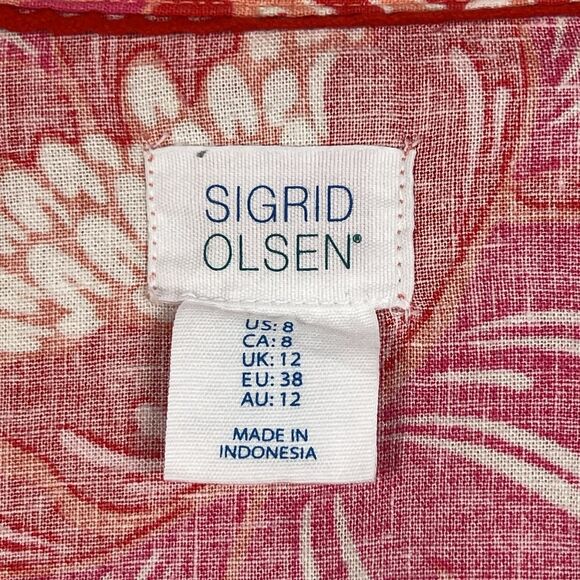 SIGRID
OLSEN®
US: 8
CA: 8
UK: 12
EU: 38
AU: 12
MADE IN
INDONESIA